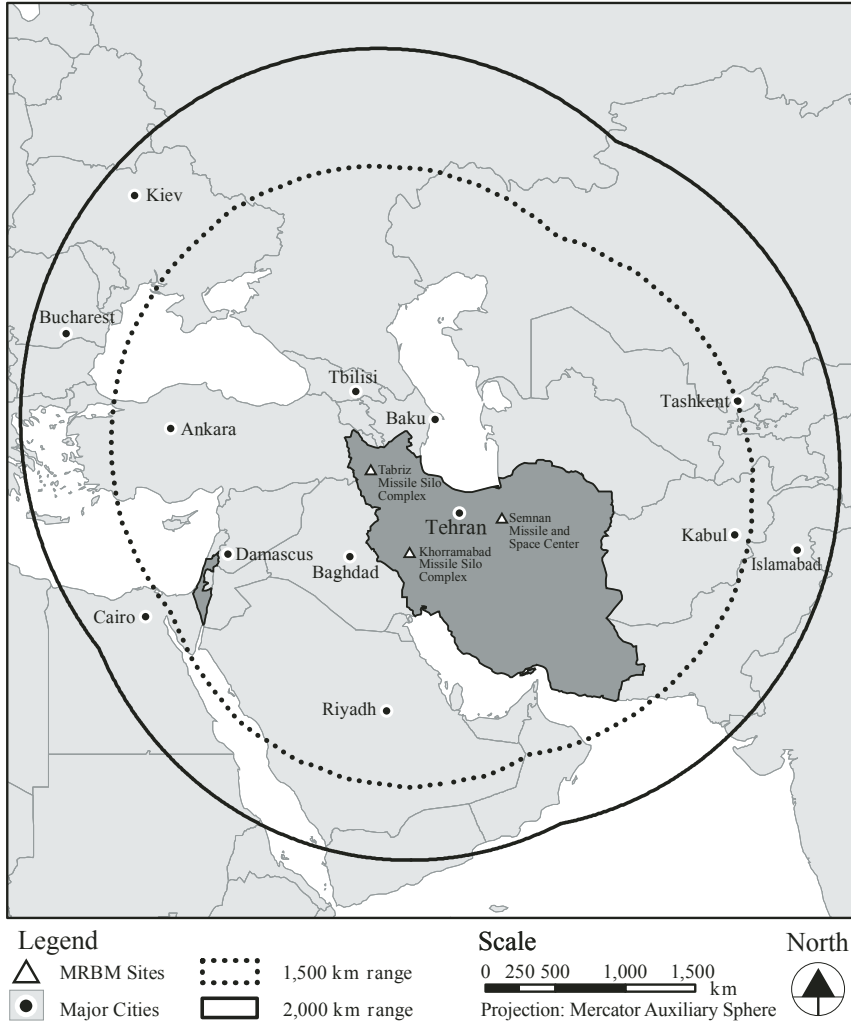 Kiev
Bucharest
Tbilisi
Tashkent
Baku
Ankara
Tabriz
Missile Silo
Complex
Tehran
Semnan
Missile and
Space Center
Kabul
Islamabad
Damascus
Baghdad
Khorramabad
Missile Silo
Complex
Cairo
Riyadh
Legend
MRBM Sites
1,500 km range
Major Cities
2,000 km range
Scale
0 250 500 1,000 1,500
km
Projection: Mercator Auxiliary Sphere
North